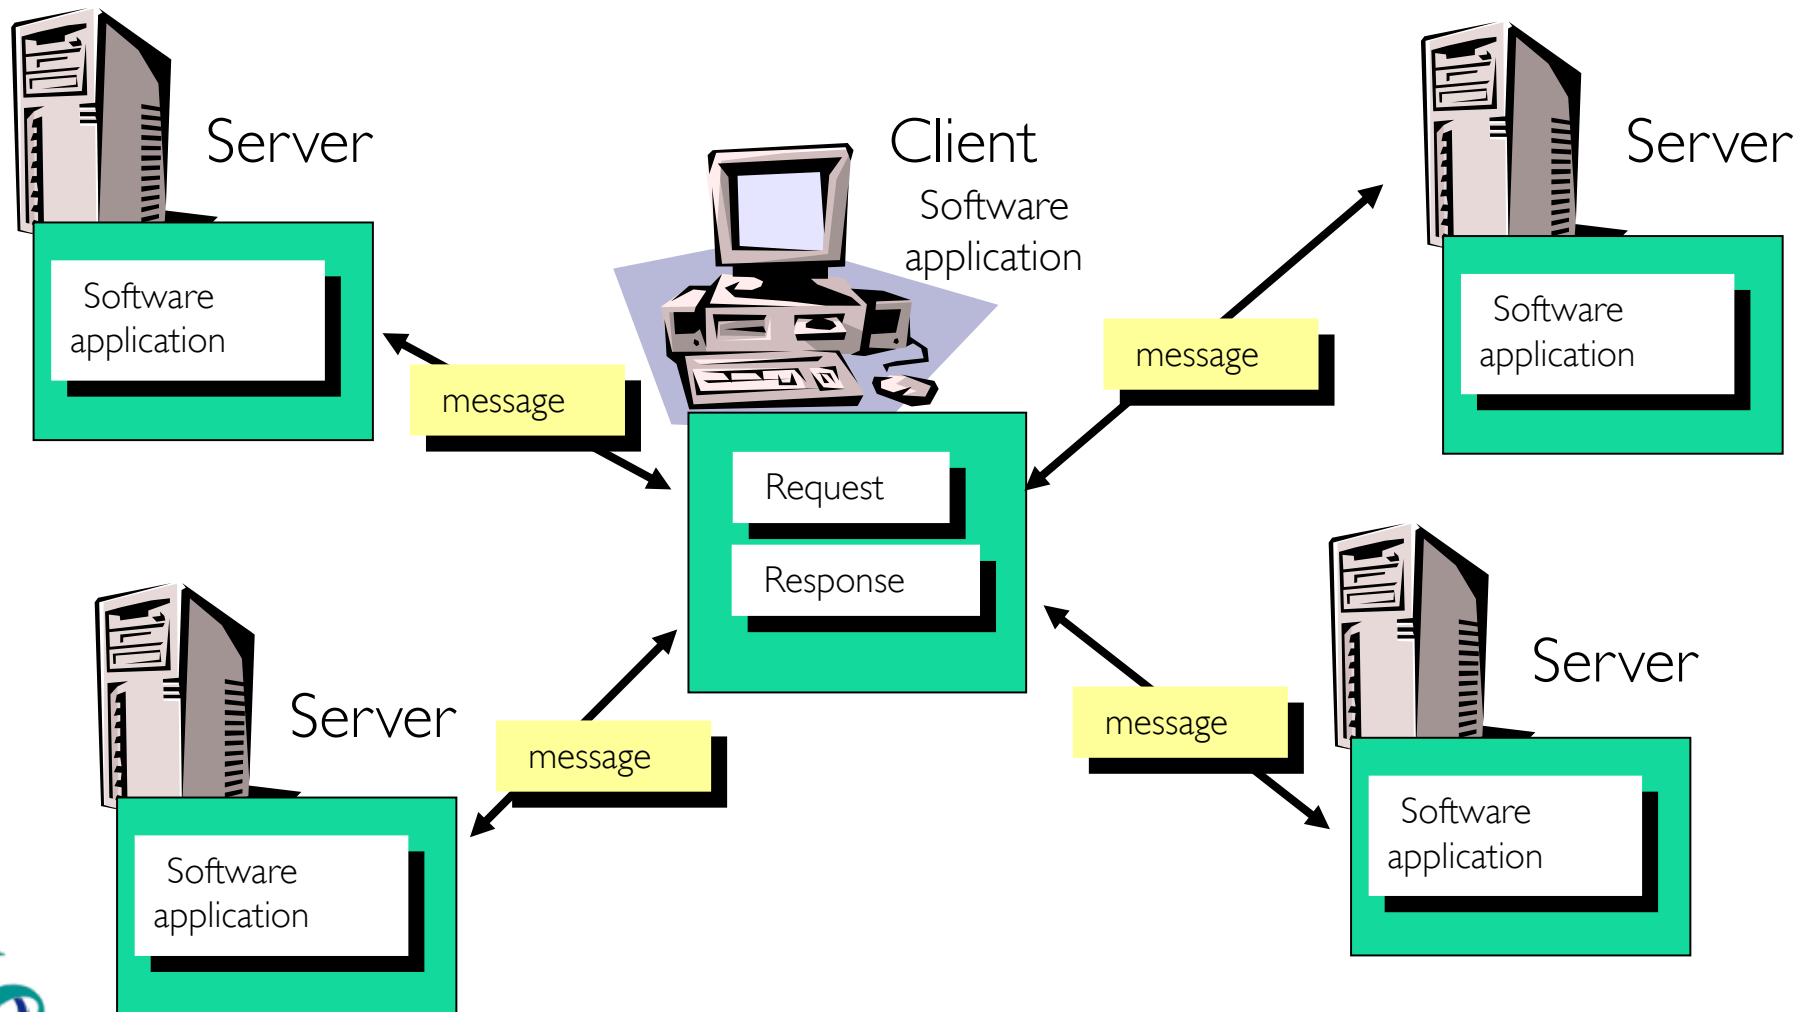 Server
Software
application
message
Client
Software
application
Request
Response
message
Server
Software
application
Server
Software
application
message
message
Server
Software
application